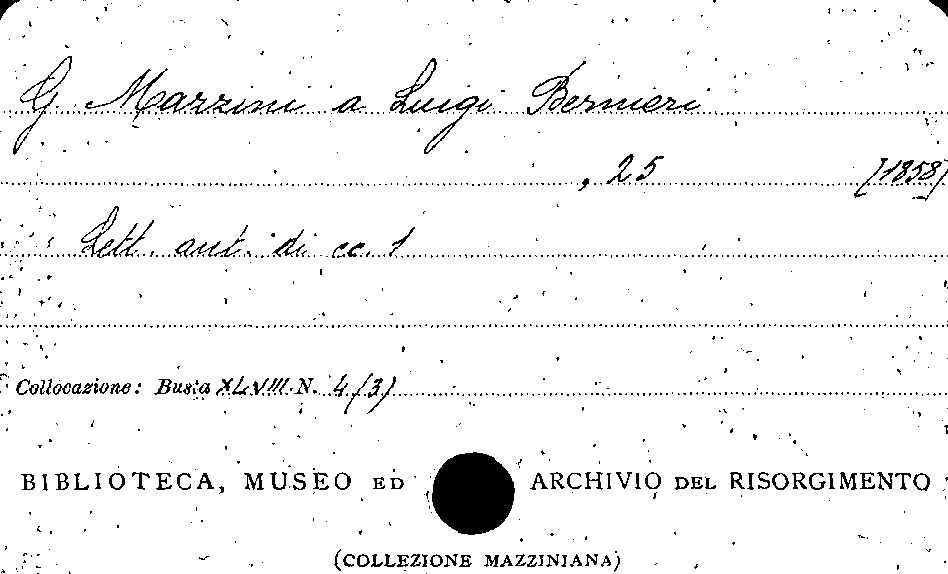 G Mazzini a Luigi Bernieri
, 25 [1858]
Lett. aut. di cc. 1
Collocazione: Busta XLVIII N. 4 (3)
BIBLIOTECA, MUSEO ED ARCHIVIO DEL RISORGIMENTO
(COLLEZIONE MAZZINIANA)